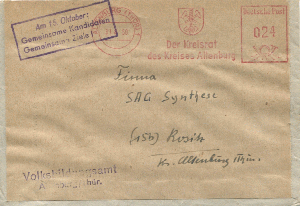 Am 15. Oktober:
Gemeinsame Kandidaten
Gemeinsame Ziele!
Deutsche Post
024
Der Kreisrat
des Kreises Altenburg
Firma
SAG Synthese
(15b) Rositz
Kr. Altenburg Thür.
Volksbildungsamt